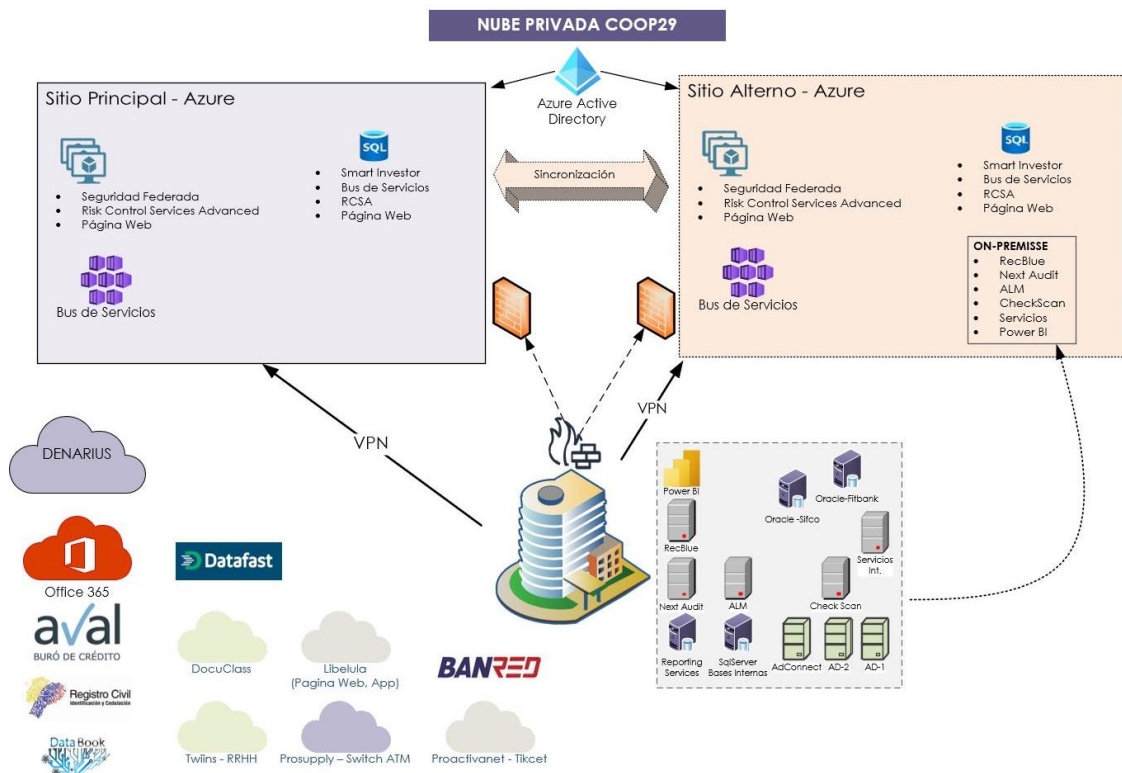 NUBE PRIVADA COOP29
Azure Active
Directory
Sitio Principal - Azure
SQL
• Seguridad Federada
• Risk Control Services Advanced
• Página Web
• Smart Investor
• Bus de Servicios
• RCSA
• Página Web
Bus de Servicios
Sincronización
Sitio Alterno - Azure
SQL
• Seguridad Federada
• Risk Control Services Advanced
• Página Web
• Smart Investor
• Bus de Servicios
• RCSA
• Página Web
Bus de Servicios
ON-PREMISSE
• RecBlue
• Next Audit
• ALM
• CheckScan
• Servicios
• Power BI
VPN
VPN
DENARIUS
Office 365
Datafast
aval
BURÓ DE CRÉDITO
Registro Civil
Identificación y Cedulación
DataBook
DocuClass
Libelula
(Pagina Web, App)
BANRED
Twiins - RRHH
Prosupply – Switch ATM
Proactivanet - Tikcet
Power BI
Oracle -Sifco
Oracle-Fitbank
RecBlue
Servicios
Int.
Next Audit
ALM
Check Scan
Reporting
Services
SqlServer
Bases Internas
AdConnect
AD-2
AD-1